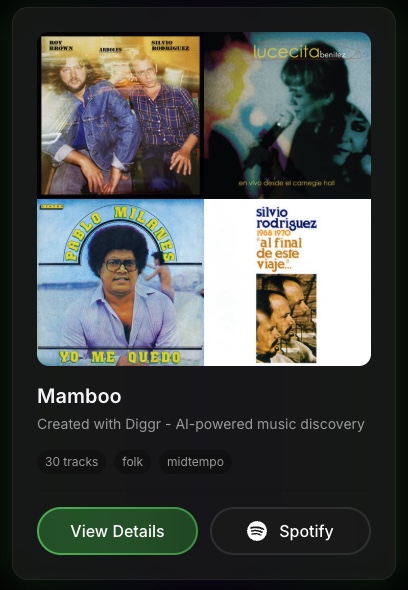 ROY BROWN
ARBOLES
SILVIO RODRIGUEZ
lucecita benitez
en vivo desde el carnegie hall
PABLO MILANES
YO ME QUEDO
silvio
rodriguez
1968 1970
"al final
de este
viaje..."
Mamboo
Created with Diggr - AI-powered music discovery
30 tracks folk midtempo
View Details
Spotify